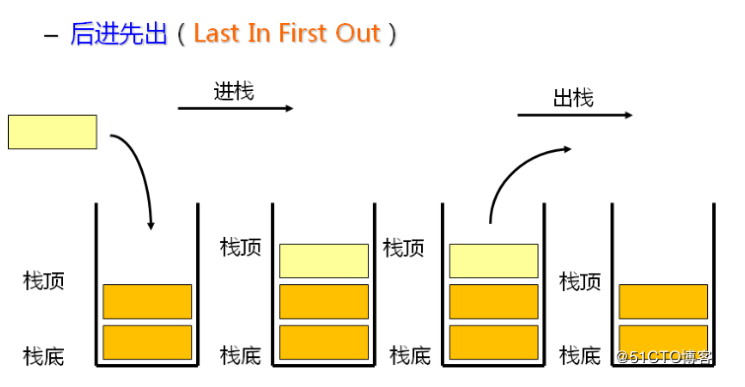 – 后进先出（Last In First Out）
进栈
出栈
栈顶 栈顶
栈顶 栈顶
栈底 栈底 栈底 栈底
@51CTO博客